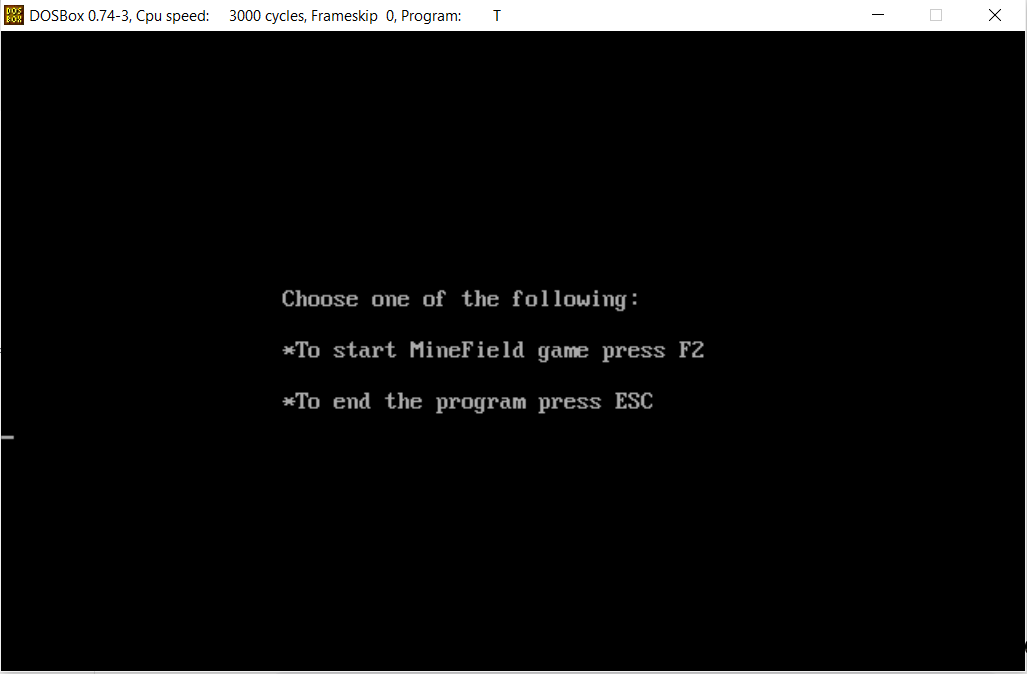 DOSBox 0.74-3, Cpu speed: 3000 cycles, Frameskip 0, Program: T
Choose one of the following:
*To start MineField game press F2
*To end the program press ESC